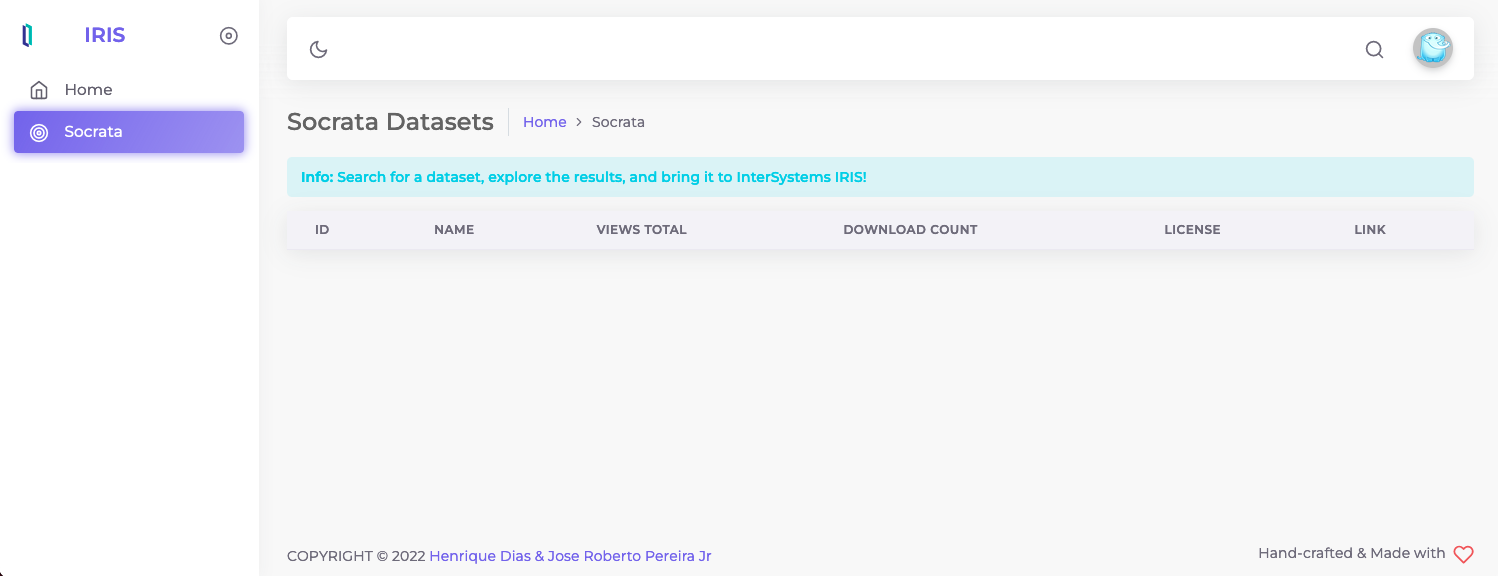 IRIS
Home
Socrata
Socrata Datasets
Home > Socrata
Info: Search for a dataset, explore the results, and bring it to InterSystems IRIS!
ID NAME VIEWS TOTAL DOWNLOAD COUNT LICENSE LINK
COPYRIGHT © 2022 Henrique Dias & Jose Roberto Pereira Jr
Hand-crafted & Made with